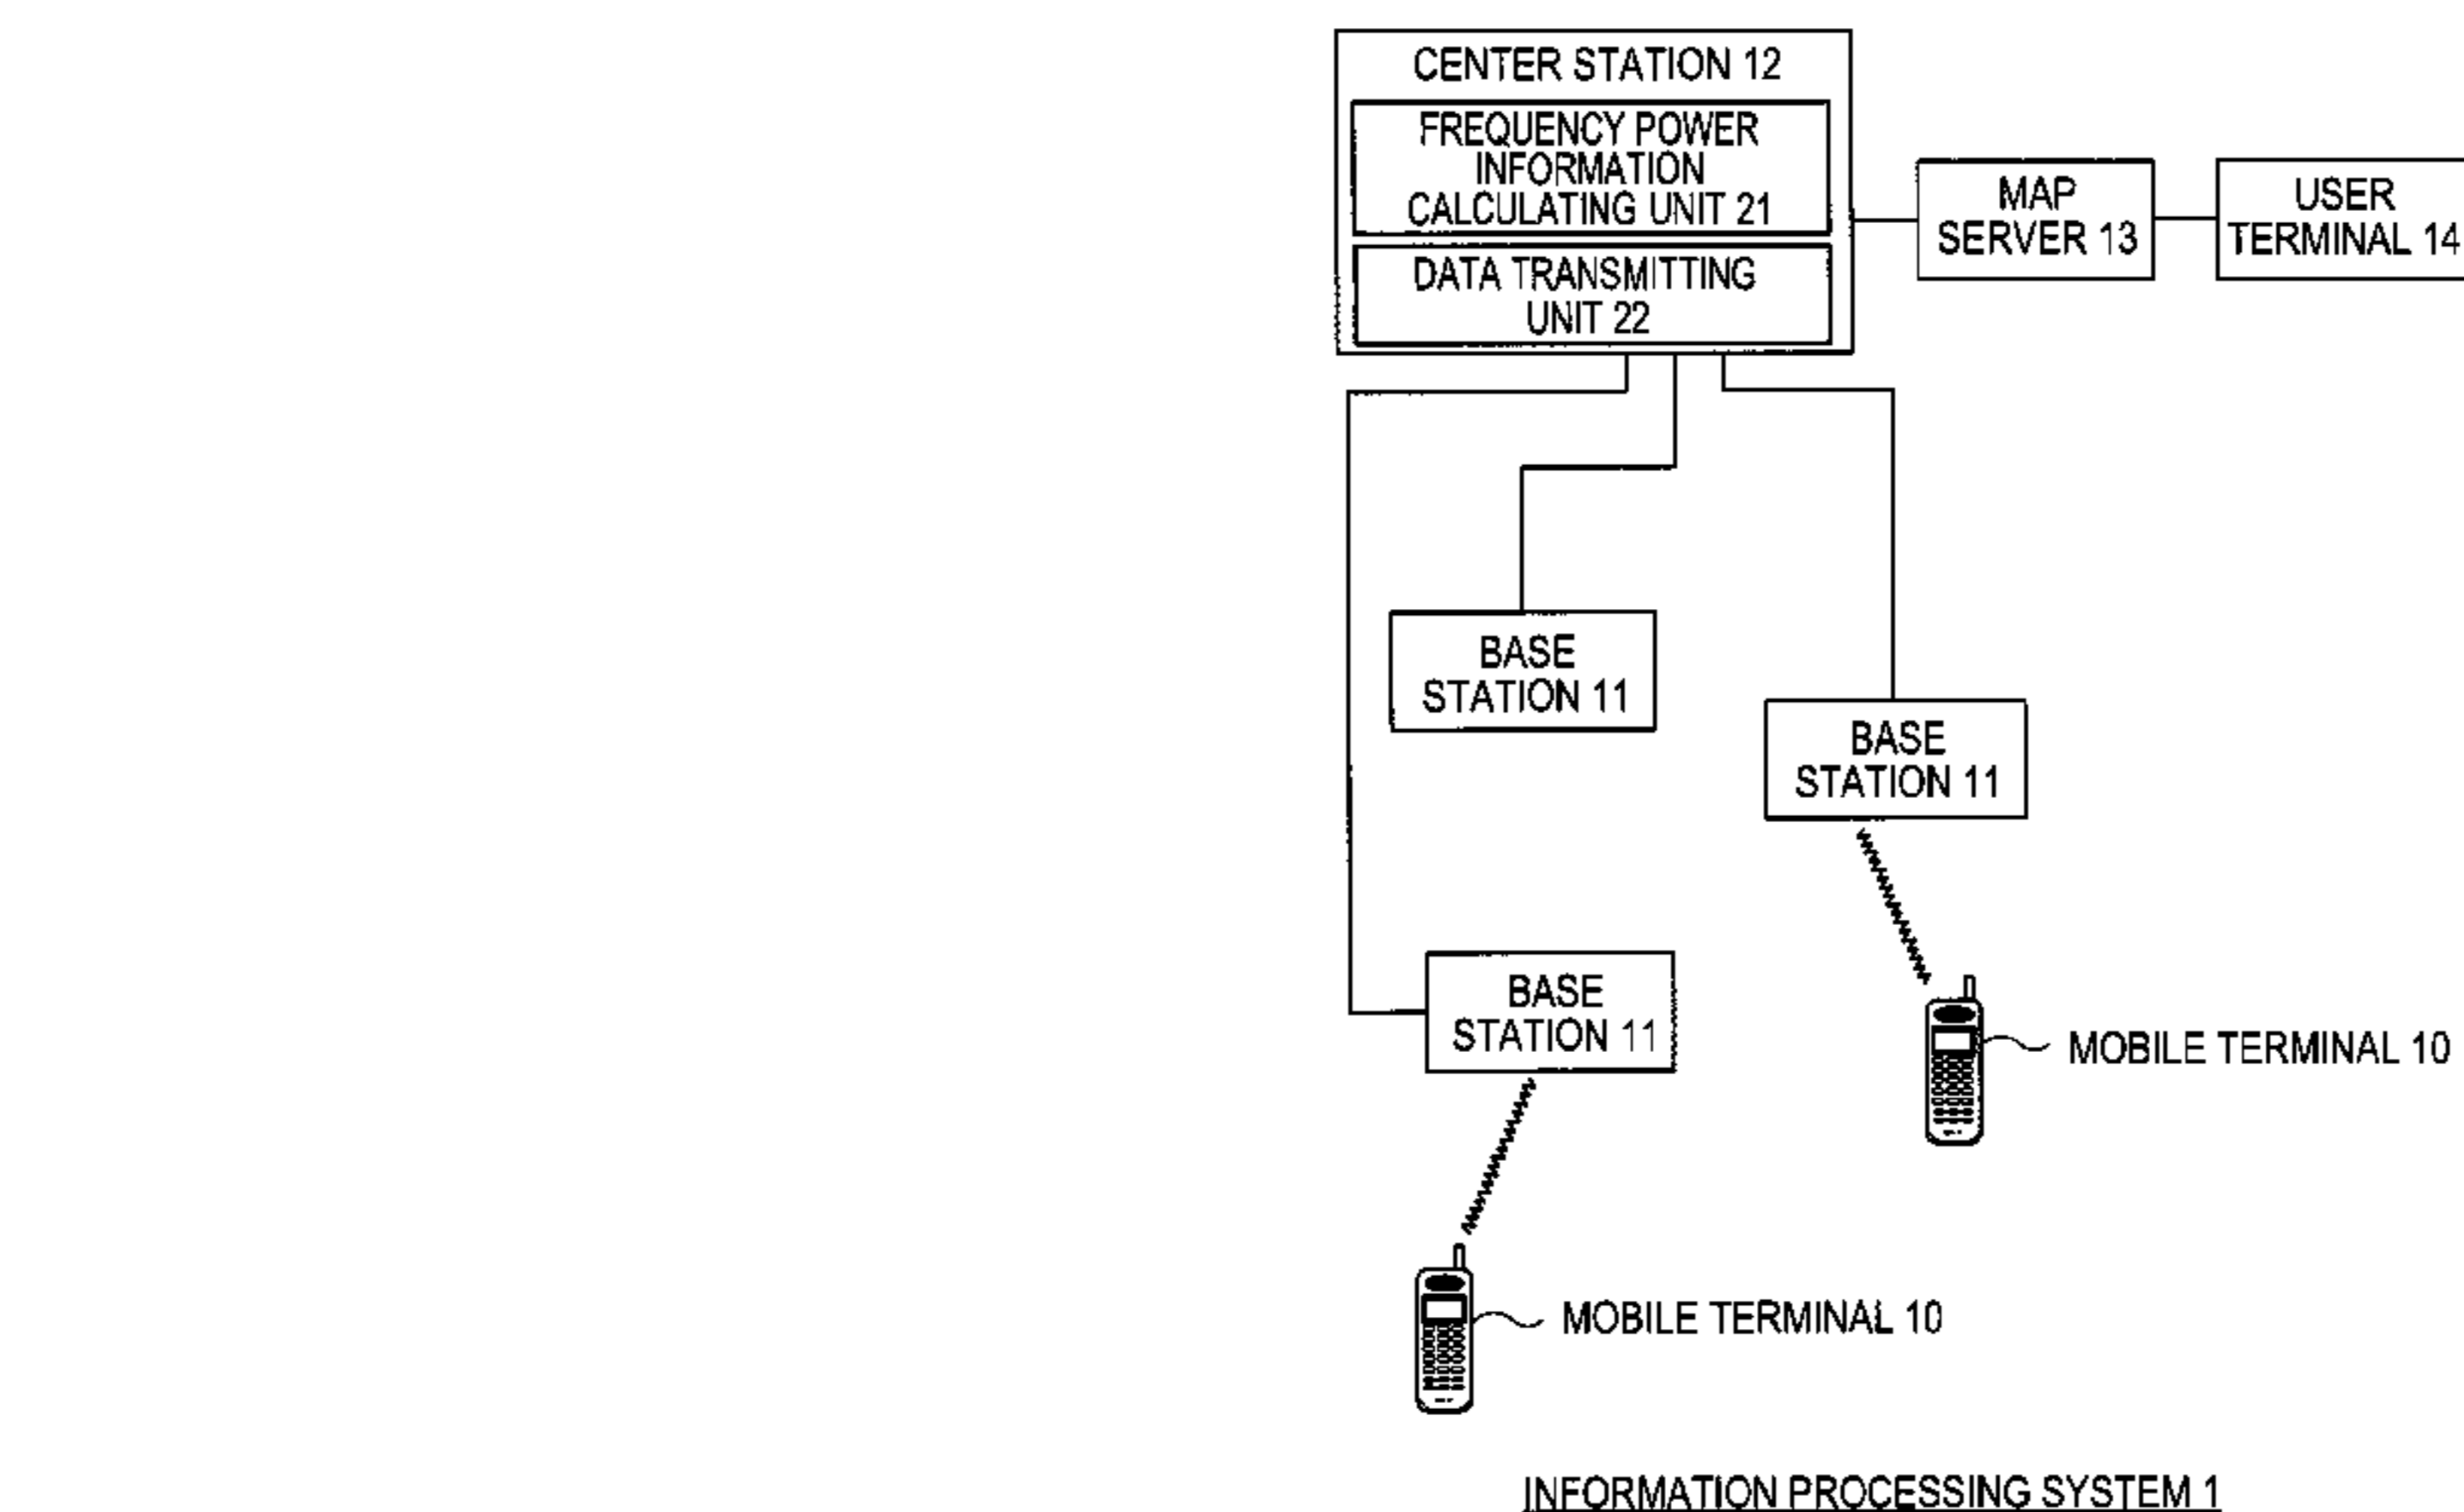 CENTER STATION 12
FREQUENCY POWER
INFORMATION
CALCULATING UNIT 21
DATA TRANSMITTING
UNIT 22
MAP
SERVER 13
USER
TERMINAL 14
BASE
STATION 11
BASE
STATION 11
BASE
STATION 11
MOBILE TERMINAL 10
MOBILE TERMINAL 10
INFORMATION PROCESSING SYSTEM 1